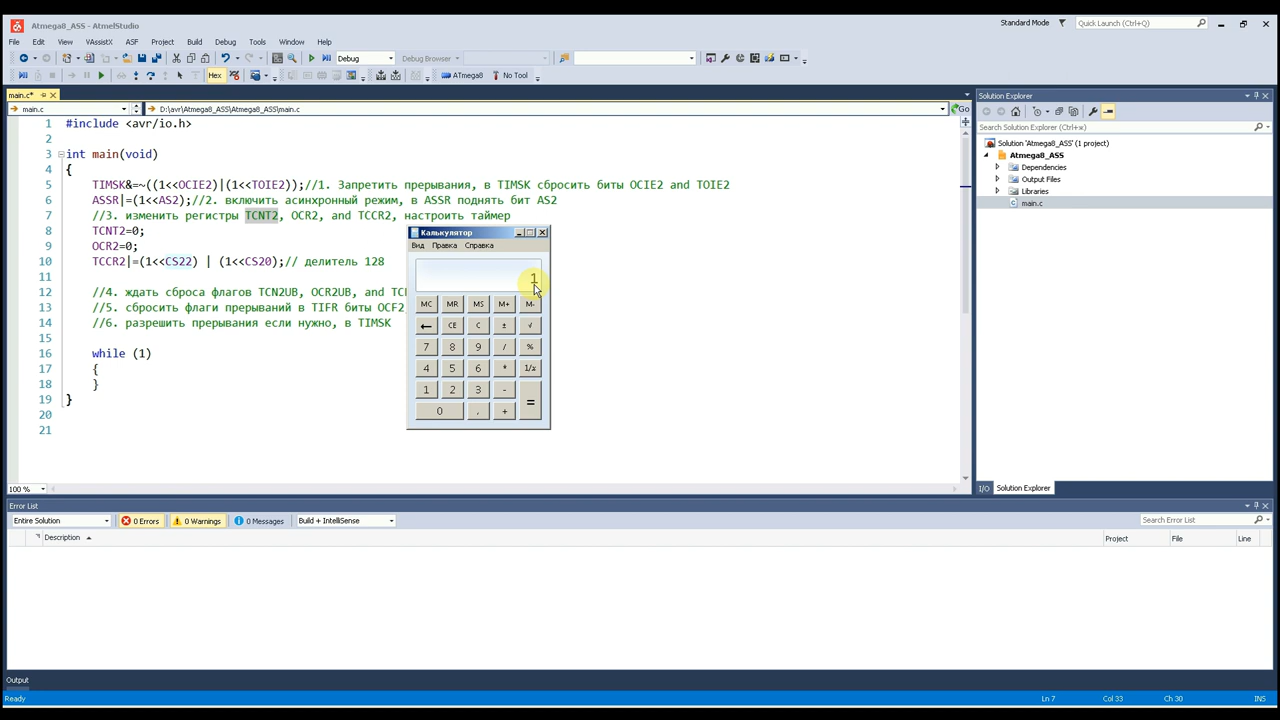 Atmega8_ASS - AtmelStudio
Standard Mode
Quick Launch (Ctrl+Q)
File Edit View VAssistX ASF Project Build Debug Tools Window Help
Debug
Debug Browser
Hex
ATmega8
No Tool
main.c*
main.c
D:\avr\Atmega8_ASS\Atmega8_ASS\main.c
Go
1 #include <avr/io.h>
2
3 int main(void)
4 {
5 TIMSK&=~((1<<OCIE2)|(1<<TOIE2));//1. Запретить прерывания, в TIMSK сбросить биты OCIE2 and TOIE2
6 ASSR|=(1<<AS2);//2. включить асинхронный режим, в ASSR поднять бит AS2
7 //3. изменить регистры TCNT2, OCR2, and TCCR2, настроить таймер
8 TCNT2=0;
9 OCR2=0;
10 TCCR2|=(1<<CS22) | (1<<CS20);// делитель 128
11
12 //4. ждать сброса флагов TCN2UB, OCR2UB, and TC
13 //5. сбросить флаги прерываний в TIFR биты OCF2
14 //6. разрешить прерывания если нужно, в TIMSK
15
16 while (1)
17 {
18 }
19 }
20
21
Калькулятор
Вид Правка Справка
1
MC MR MS M+ M-
← CE C ± √
7 8 9 / %
4 5 6 * 1/x
1 2 3 - =
0 , +
100 %
Solution Explorer
Search Solution Explorer (Ctrl+ж)
Solution 'Atmega8_ASS' (1 project)
Atmega8_ASS
Dependencies
Output Files
Libraries
main.c
I/O Solution Explorer
Error List
Entire Solution
0 Errors
0 Warnings
0 Messages
Build + IntelliSense
Search Error List
Description
Project
File
Line
Output
Ready
Ln 7
Col 33
Ch 30
INS